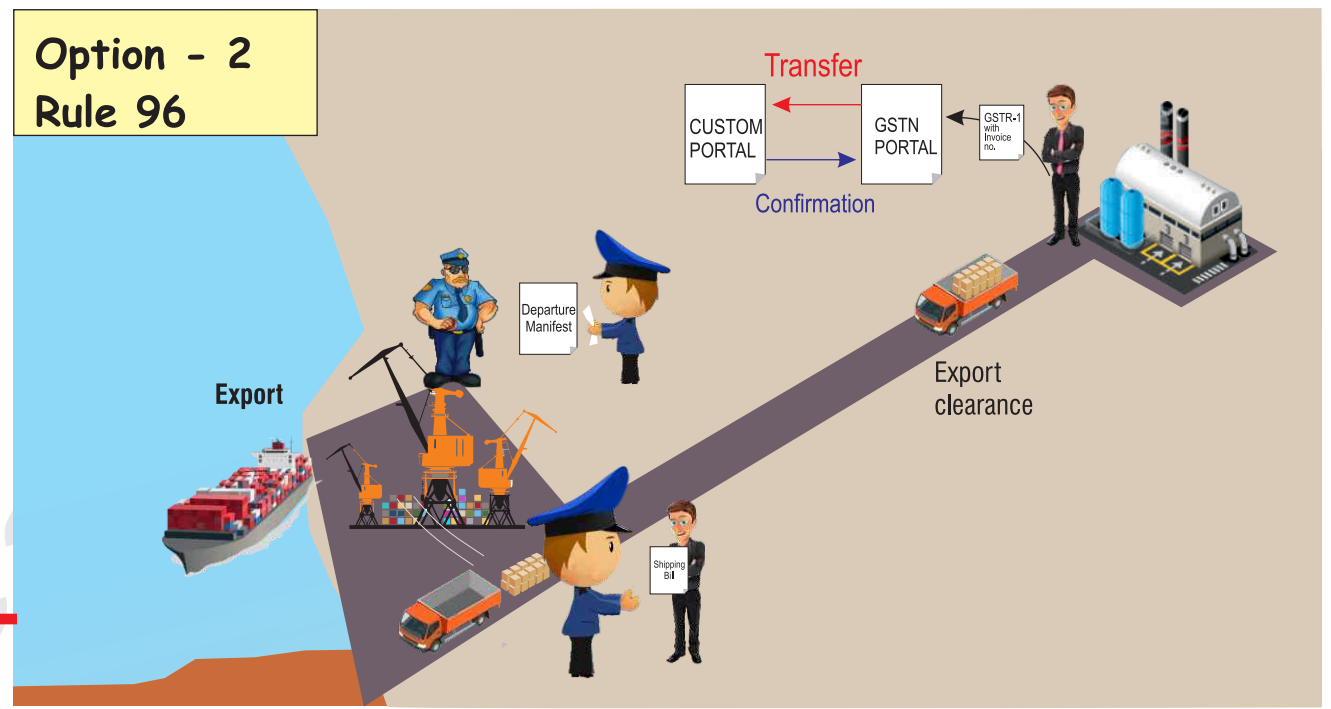 Option - 2
Rule 96
Transfer
CUSTOM
PORTAL
GSTN
PORTAL
GSTR-1
with
Invoice
no.
Confirmation
Departure
Manifest
Export
clearance
Export
Shipping
Bill